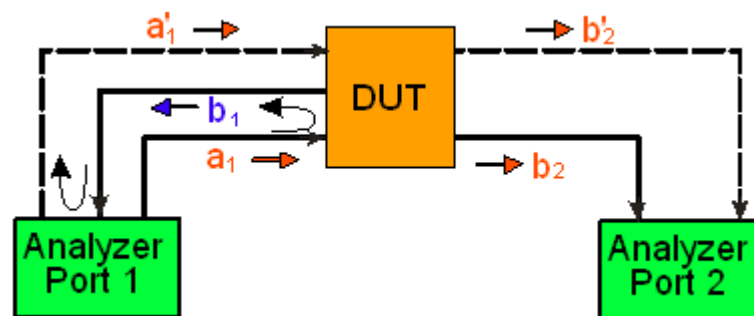 a'₁
b'₂
DUT
b₁
a₁
b₂
Analyzer
Port 1
Analyzer
Port 2